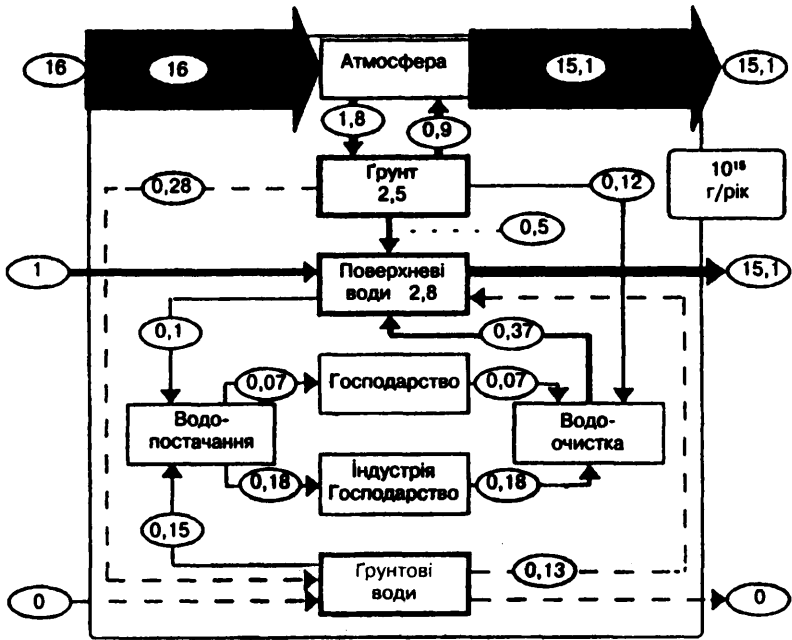 16
16
Атмосфера
15,1
15,1
1,8
0,9
10¹⁵
г/рік
0,28
Ґрунт
2,5
0,12
0,5
1
Поверхневі
води 2,8
15,1
0,1
0,37
0,07
Господарство
0,07
Водо-
постачання
Водо-
очистка
0,18
Індустрія
Господарство
0,18
0,15
Ґрунтові
води
0,13
0
0